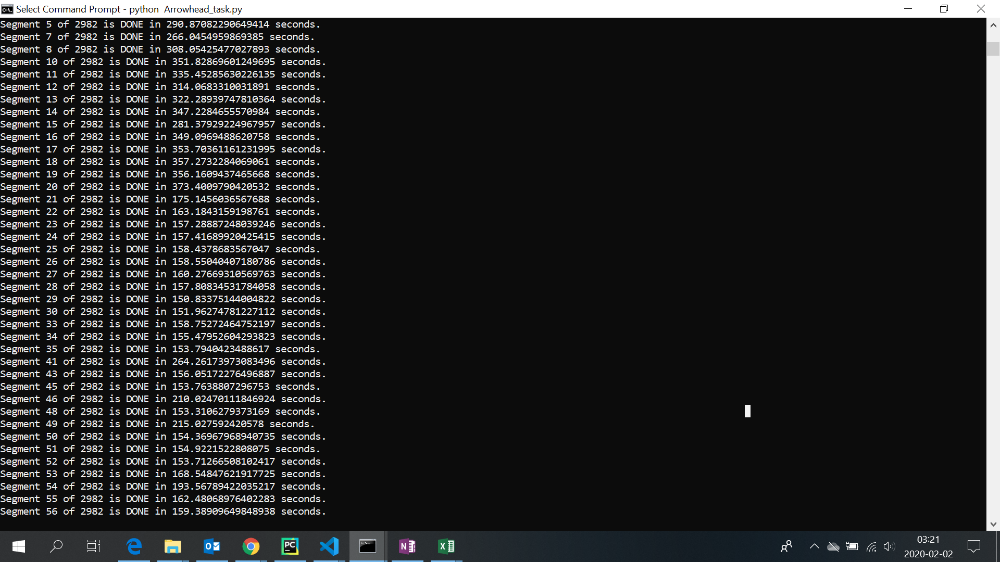 Select Command Prompt - python  Arrowhead_task.py
Segment 5 of 2982 is DONE in 290.87082290649414 seconds.
Segment 7 of 2982 is DONE in 266.0454959869385 seconds.
Segment 8 of 2982 is DONE in 308.05425477027893 seconds.
Segment 10 of 2982 is DONE in 351.82869601249695 seconds.
Segment 11 of 2982 is DONE in 335.45285630226135 seconds.
Segment 12 of 2982 is DONE in 314.0683310031891 seconds.
Segment 13 of 2982 is DONE in 322.28939747810364 seconds.
Segment 14 of 2982 is DONE in 347.2284655570984 seconds.
Segment 15 of 2982 is DONE in 281.37929224967957 seconds.
Segment 16 of 2982 is DONE in 349.0969488620758 seconds.
Segment 17 of 2982 is DONE in 353.70361161231995 seconds.
Segment 18 of 2982 is DONE in 357.2732284069061 seconds.
Segment 19 of 2982 is DONE in 356.1609437465668 seconds.
Segment 20 of 2982 is DONE in 373.4009790420532 seconds.
Segment 21 of 2982 is DONE in 175.1456036567688 seconds.
Segment 22 of 2982 is DONE in 163.1843159198761 seconds.
Segment 23 of 2982 is DONE in 157.28887248039246 seconds.
Segment 24 of 2982 is DONE in 157.41689920425415 seconds.
Segment 25 of 2982 is DONE in 158.4378683567047 seconds.
Segment 26 of 2982 is DONE in 158.55040407180786 seconds.
Segment 27 of 2982 is DONE in 160.27669310569763 seconds.
Segment 28 of 2982 is DONE in 157.80834531784058 seconds.
Segment 29 of 2982 is DONE in 150.83375144004822 seconds.
Segment 30 of 2982 is DONE in 151.96274781227112 seconds.
Segment 33 of 2982 is DONE in 158.75272464752197 seconds.
Segment 34 of 2982 is DONE in 155.47952604293823 seconds.
Segment 35 of 2982 is DONE in 153.7940423488617 seconds.
Segment 41 of 2982 is DONE in 264.26173973083496 seconds.
Segment 43 of 2982 is DONE in 156.05172276496887 seconds.
Segment 45 of 2982 is DONE in 153.7638807296753 seconds.
Segment 46 of 2982 is DONE in 210.02470111846924 seconds.
Segment 48 of 2982 is DONE in 153.3106279373169 seconds.
Segment 49 of 2982 is DONE in 215.027592420578 seconds.
Segment 50 of 2982 is DONE in 154.36967968940735 seconds.
Segment 51 of 2982 is DONE in 154.9221522808075 seconds.
Segment 52 of 2982 is DONE in 153.71266508102417 seconds.
Segment 53 of 2982 is DONE in 168.54847621917725 seconds.
Segment 54 of 2982 is DONE in 193.56789422035217 seconds.
Segment 55 of 2982 is DONE in 162.48068976402283 seconds.
Segment 56 of 2982 is DONE in 159.38909649848938 seconds.
03:21
2020-02-02